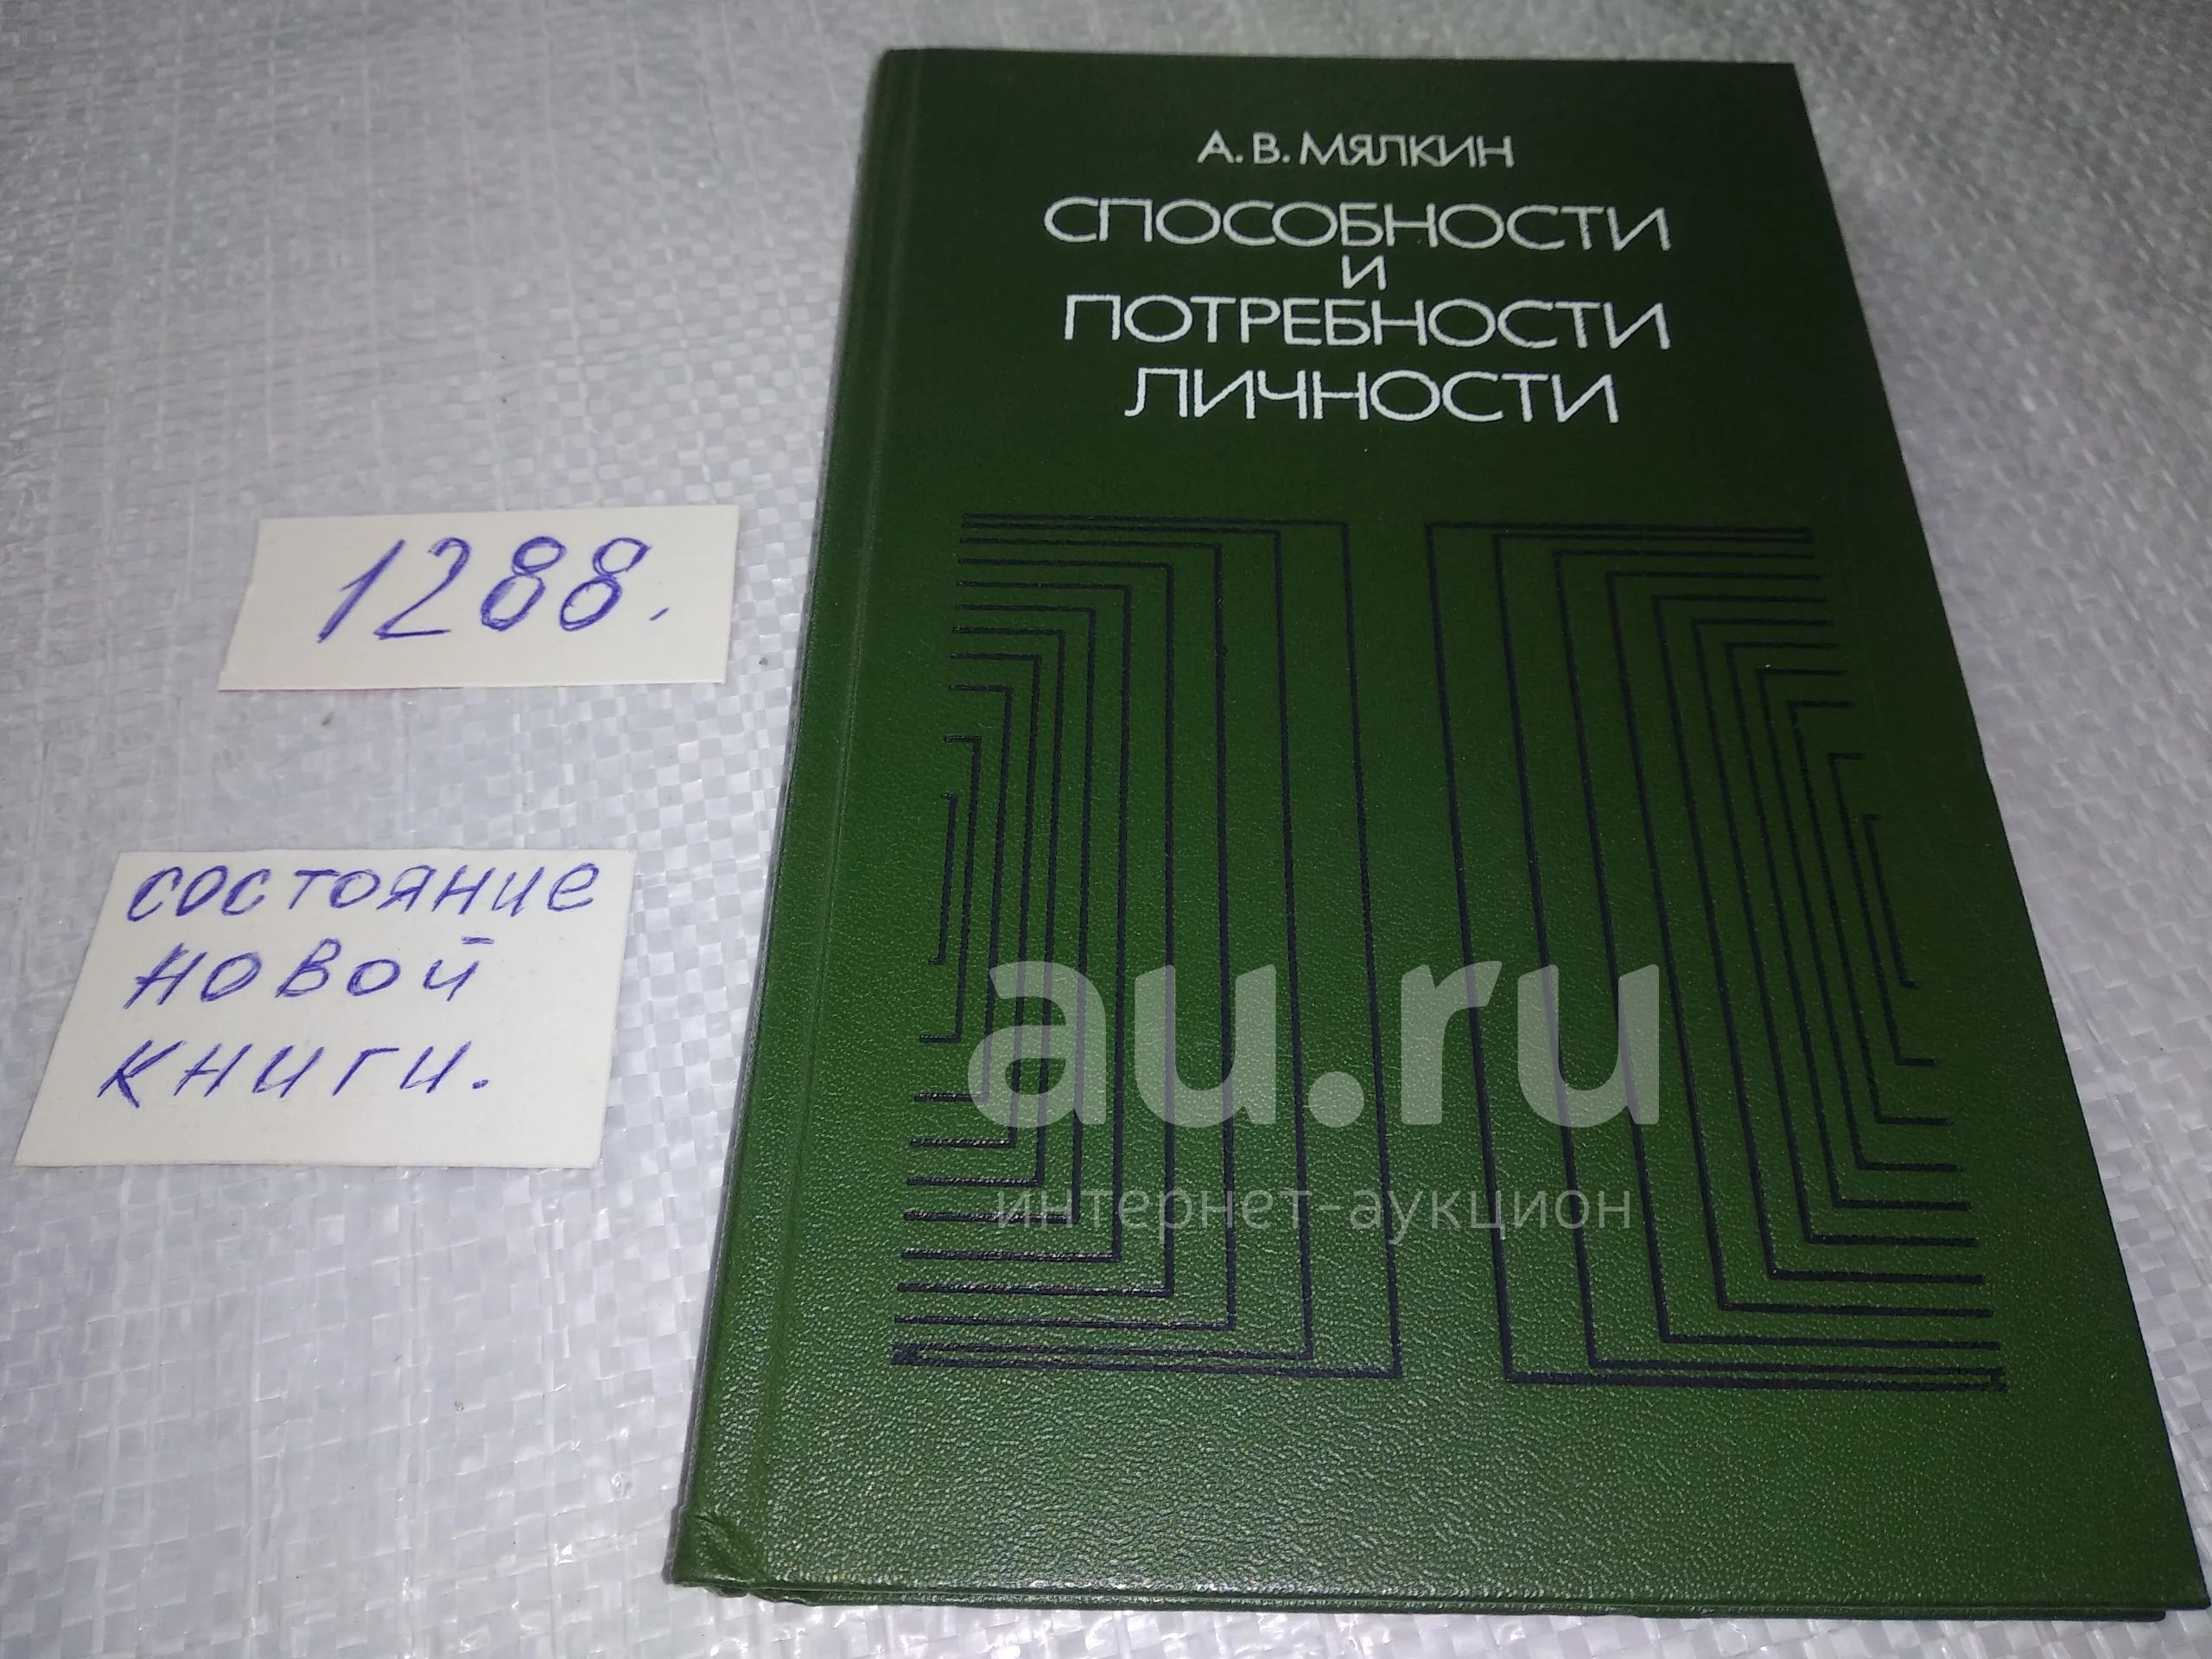 А. В. МЯЛКИН
СПОСОБНОСТИ
И
ПОТРЕБНОСТИ
ЛИЧНОСТИ
1288.
состояние
новой
книги.
au.ru
интернет-аукцион